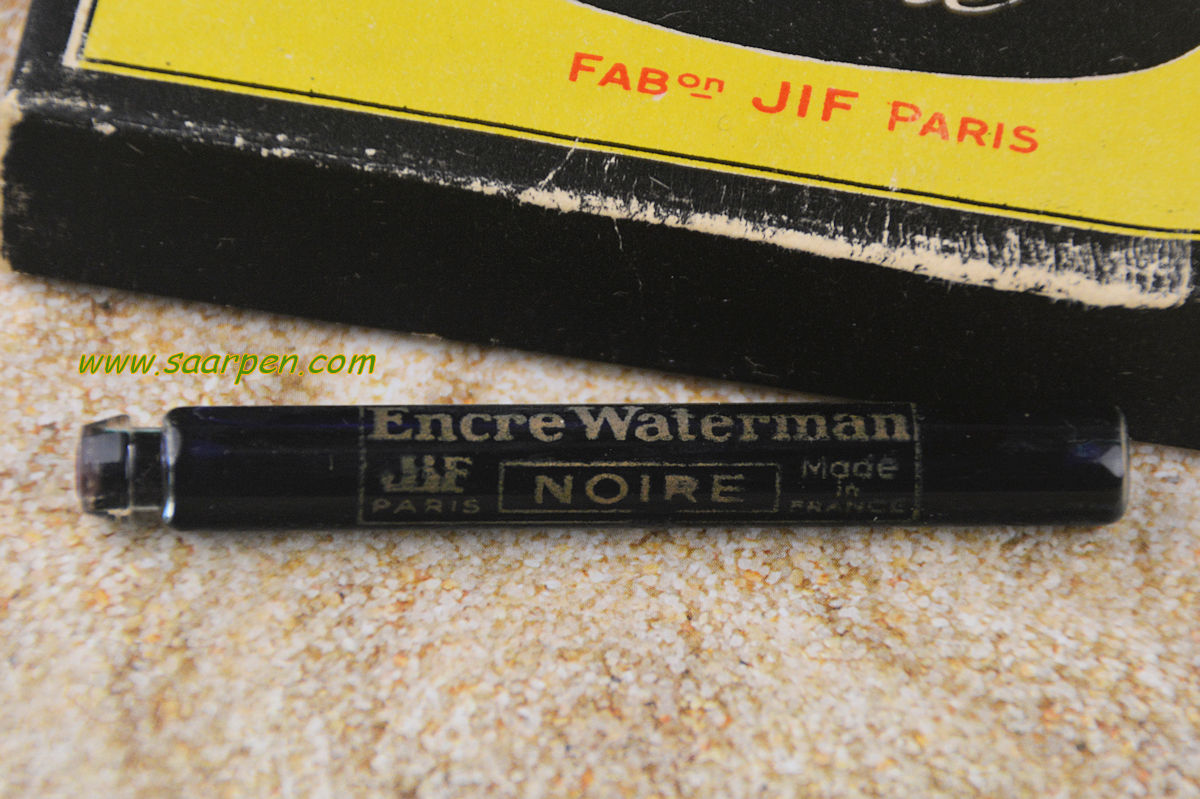 FABon JIF PARIS
www.saarpen.com
Encre Waterman
JIF
PARIS
NOIRE
Made
in
FRANCE